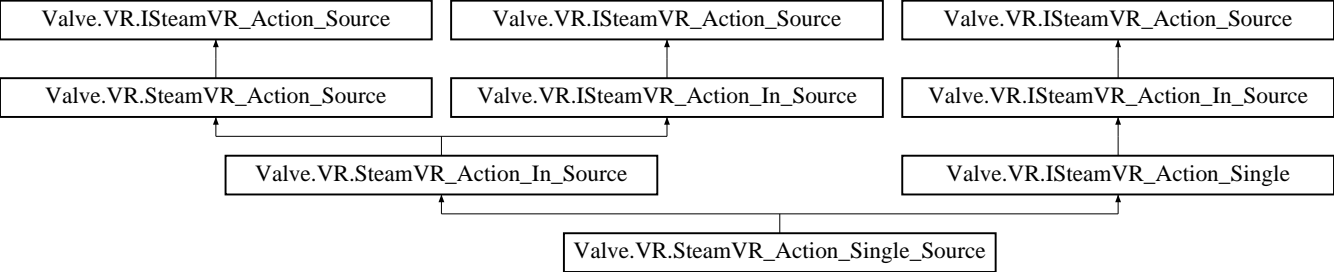 Valve.VR.ISteamVR_Action_Source
Valve.VR.ISteamVR_Action_Source
Valve.VR.ISteamVR_Action_Source
Valve.VR.SteamVR_Action_Source
Valve.VR.ISteamVR_Action_In_Source
Valve.VR.ISteamVR_Action_In_Source
Valve.VR.SteamVR_Action_In_Source
Valve.VR.ISteamVR_Action_Single
Valve.VR.SteamVR_Action_Single_Source